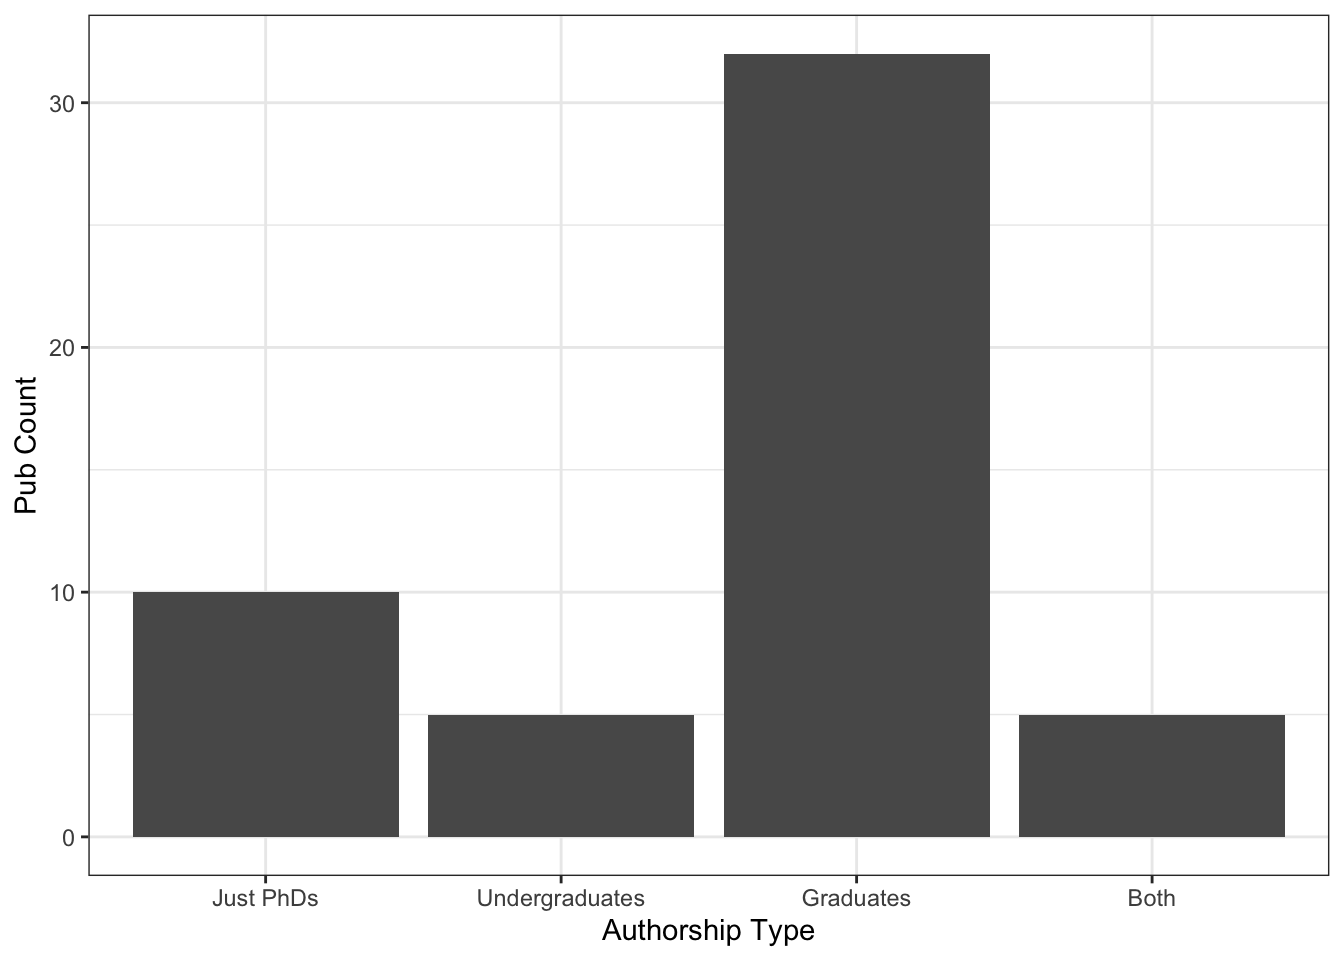 30
20
10
0
Pub Count
Just PhDs
Undergraduates
Graduates
Both
Authorship Type